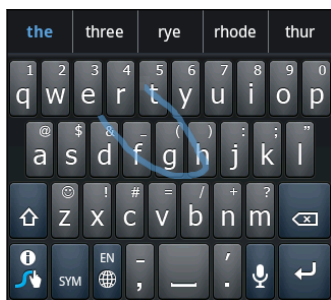 the three rye rhode thur
1 2 3 4 5 6 7 8 9 0
q w e r t y u i o p
@ $ & _ ( ) : ; "
a s d f g h j k l
! # = * / + ?
z x c v b n m
i SYM EN , - . '